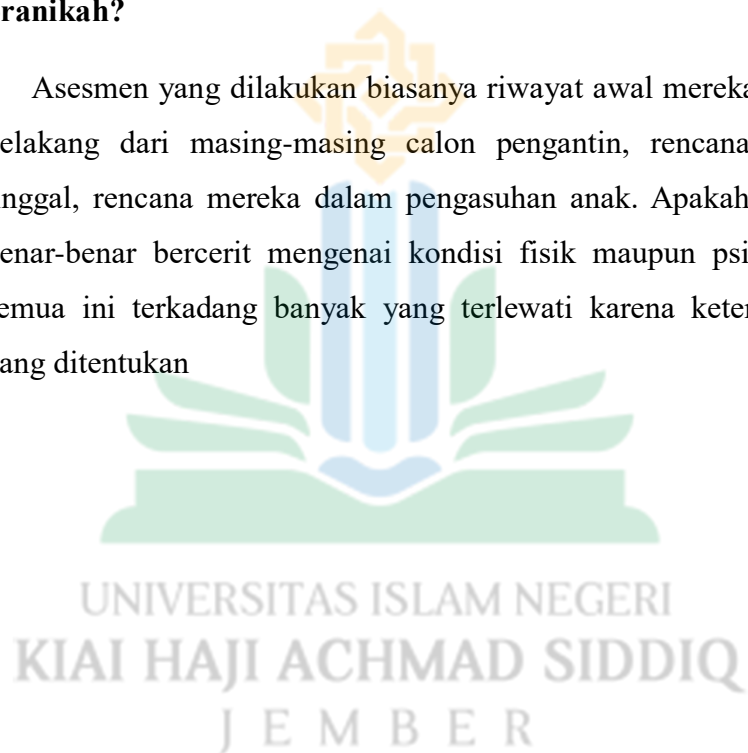 ranikah?
Asesmen yang dilakukan biasanya riwayat awal mereka
elakang dari masing-masing calon pengantin, rencana
nggal, rencana mereka dalam pengasuhan anak. Apakah
enar-benar bercerit mengenai kondisi fisik maupun psi
emua ini terkadang banyak yang terlewati karena keter
ang ditentukan
UNIVERSITAS ISLAM NEGERI
KIAI HAJI ACHMAD SIDDIQ
JEMBER